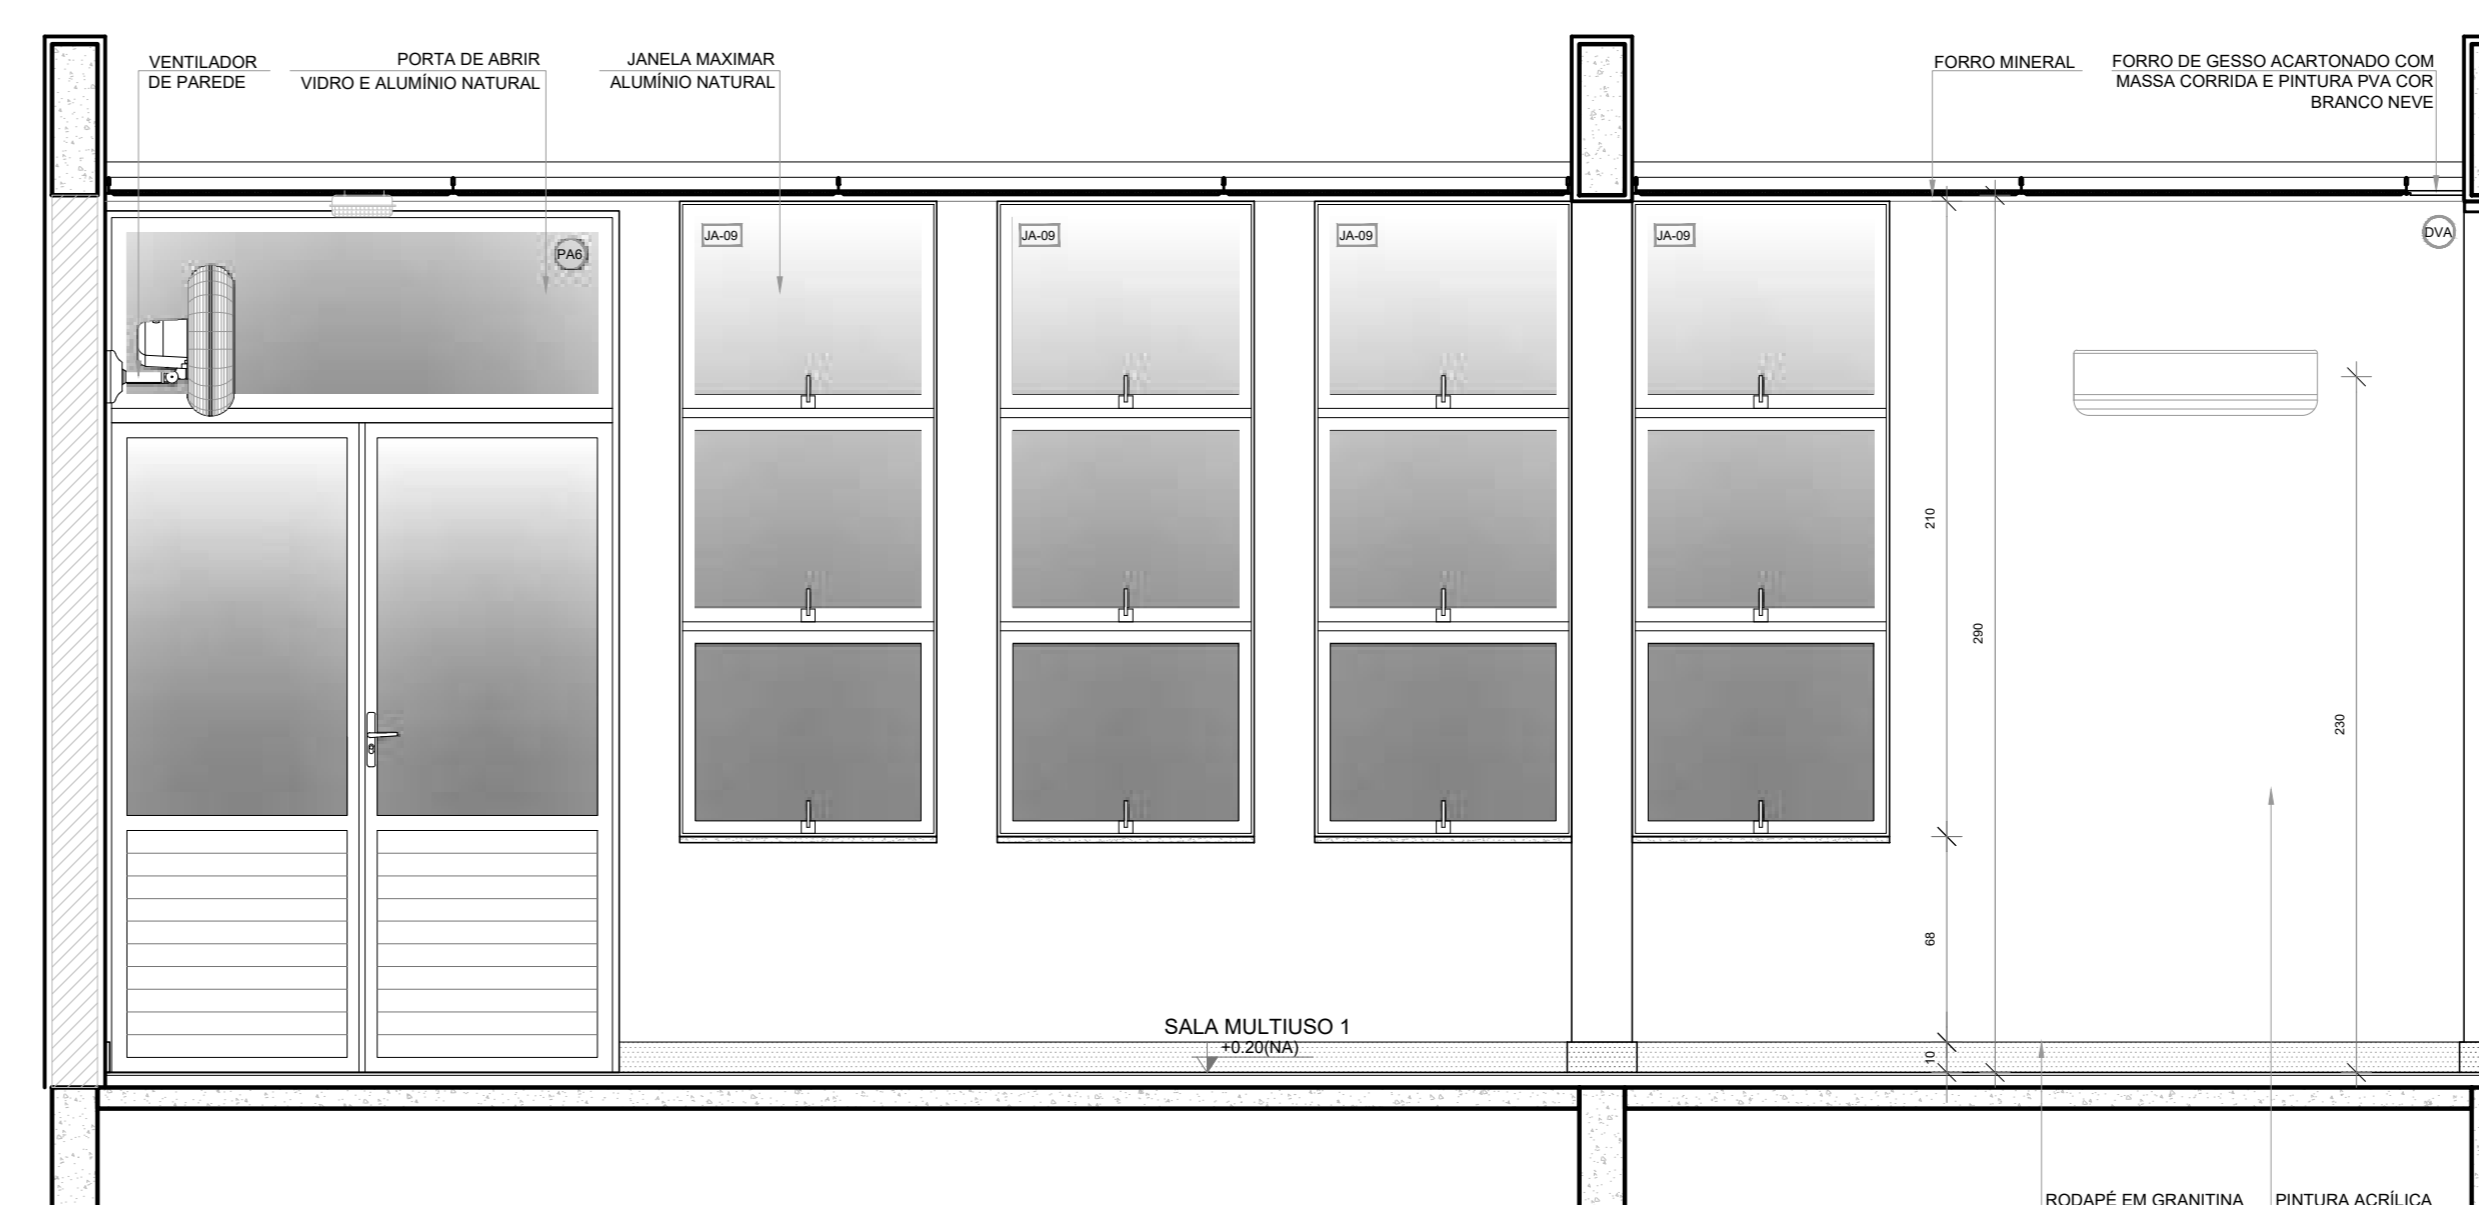 VENTILADOR
DE PAREDE
PORTA DE ABRIR
VIDRO E ALUMÍNIO NATURAL
JANELA MAXIMAR
ALUMÍNIO NATURAL
FORRO MINERAL
FORRO DE GESSO ACARTONADO COM
MASSA CORRIDA E PINTURA PVA COR
BRANCO NEVE
PA6
JA-09
JA-09
JA-09
JA-09
DVA
210
290
230
68
10
SALA MULTIUSO 1
+0.20(NA)
RODAPÉ EM GRANITINA
PINTURA ACRÍLICA